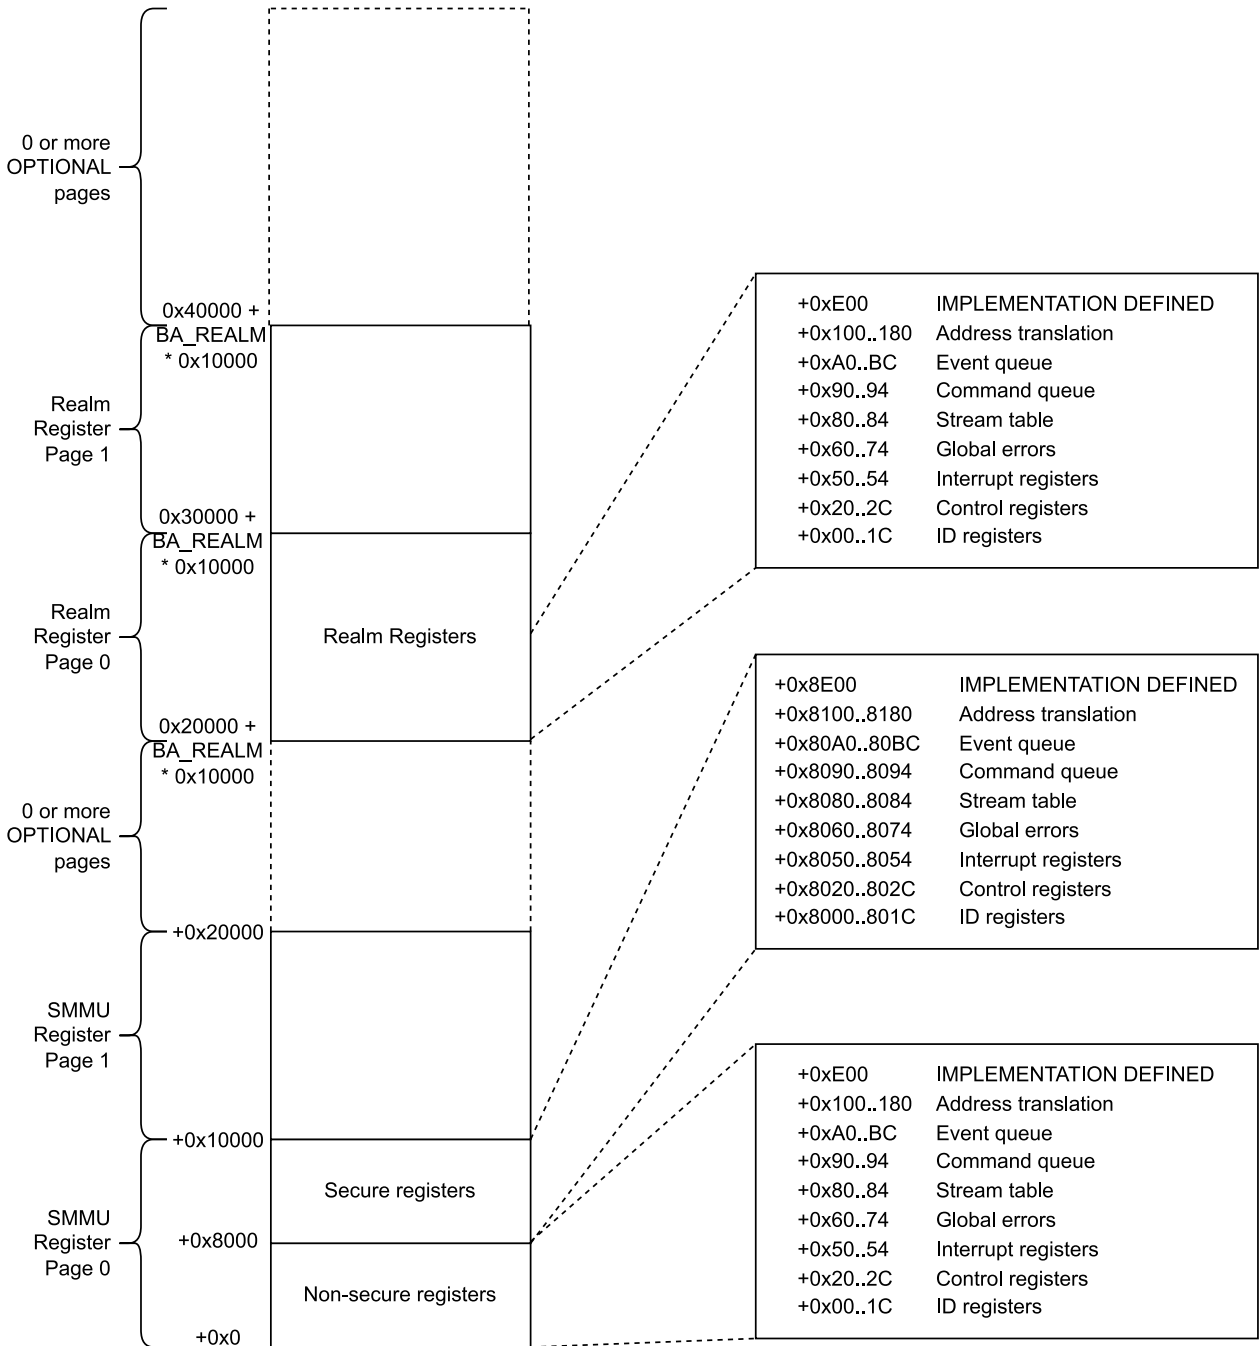 0 or more
OPTIONAL
pages
0x40000 +
BA_REALM
* 0x10000
Realm
Register
Page 1
0x30000 +
BA_REALM
* 0x10000
Realm
Register
Page 0
Realm Registers
0x20000 +
BA_REALM
* 0x10000
0 or more
OPTIONAL
pages
+0x20000
SMMU
Register
Page 1
+0x10000
Secure registers
SMMU
Register
Page 0
+0x8000
Non-secure registers
+0x0
+0xE00 IMPLEMENTATION DEFINED
+0x100..180 Address translation
+0xA0..BC Event queue
+0x90..94 Command queue
+0x80..84 Stream table
+0x60..74 Global errors
+0x50..54 Interrupt registers
+0x20..2C Control registers
+0x00..1C ID registers
+0x8E00 IMPLEMENTATION DEFINED
+0x8100..8180 Address translation
+0x80A0..80BC Event queue
+0x8090..8094 Command queue
+0x8080..8084 Stream table
+0x8060..8074 Global errors
+0x8050..8054 Interrupt registers
+0x8020..802C Control registers
+0x8000..801C ID registers
+0xE00 IMPLEMENTATION DEFINED
+0x100..180 Address translation
+0xA0..BC Event queue
+0x90..94 Command queue
+0x80..84 Stream table
+0x60..74 Global errors
+0x50..54 Interrupt registers
+0x20..2C Control registers
+0x00..1C ID registers